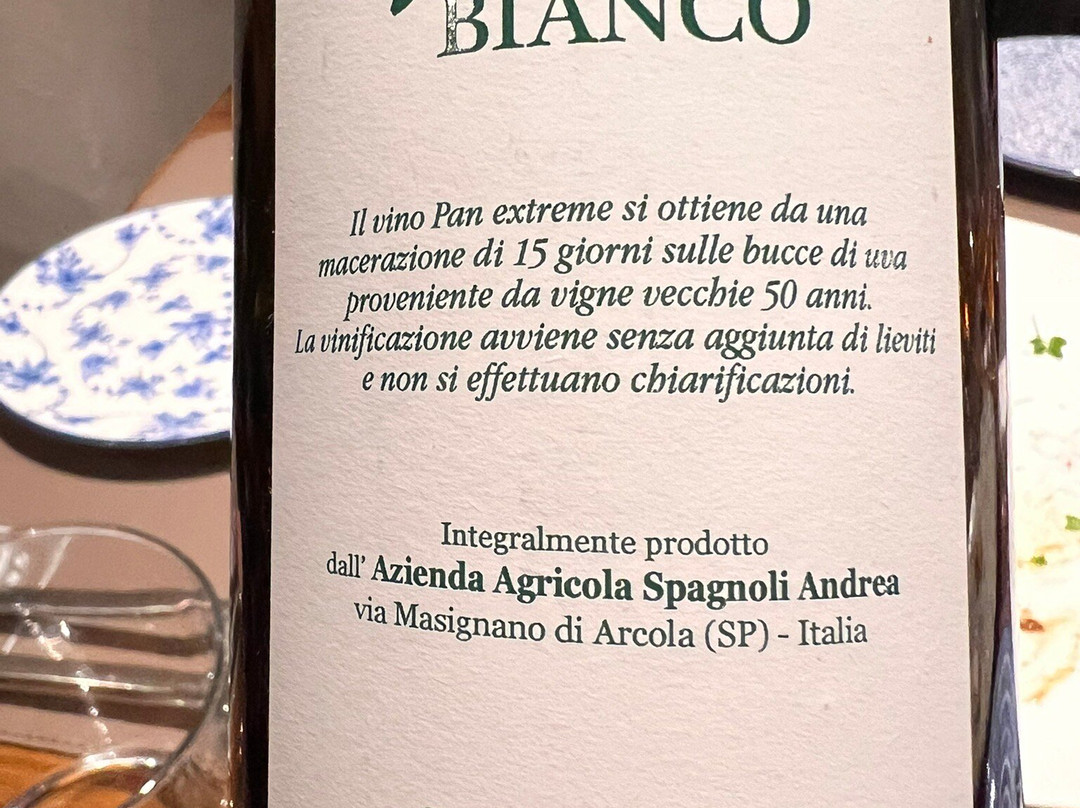 BIANCO
Il vino Pan extreme si ottiene da una
macerazione di 15 giorni sulle bucce di uva
proveniente da vigne vecchie 50 anni.
La vinificazione avviene senza aggiunta di lieviti
e non si effettuano chiarificazioni.
Integralmente prodotto
dall' Azienda Agricola Spagnoli Andrea
via Masignano di Arcola (SP) - Italia